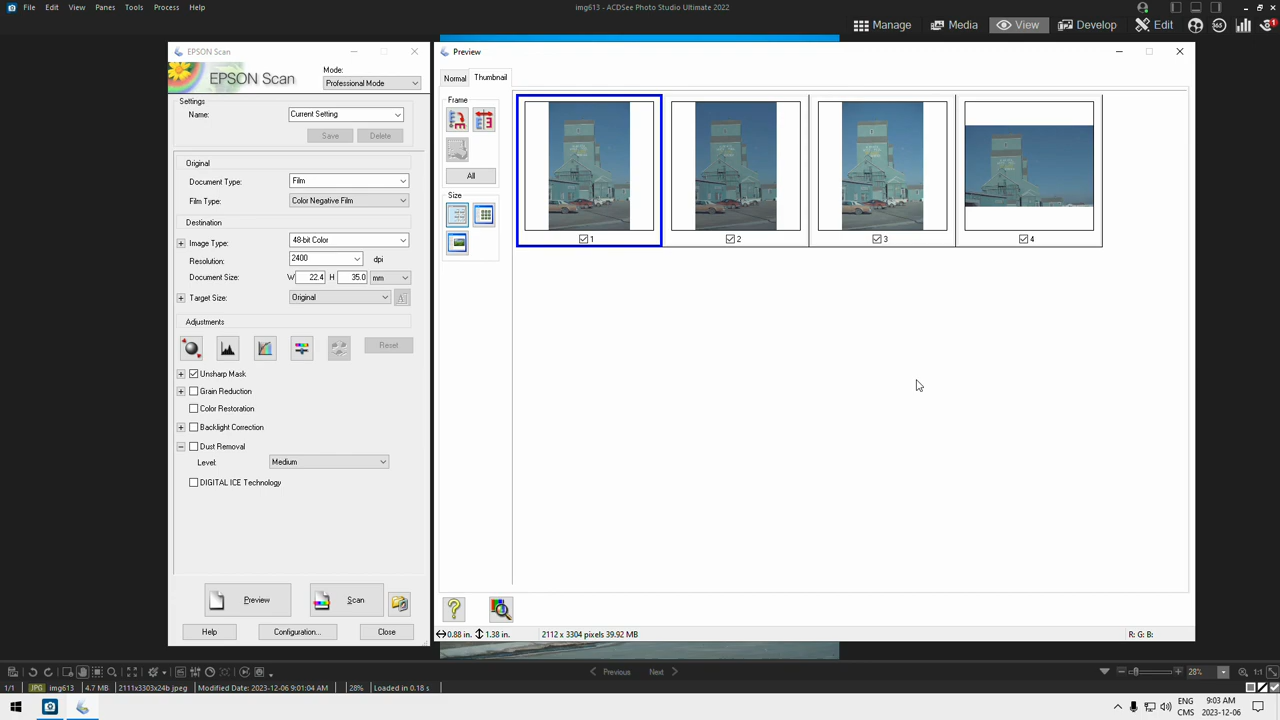 File Edit View Panes Tools Process Help
img613 - ACDSee Photo Studio Ultimate 2022
Manage Media View Develop Edit 365 1
EPSON Scan
EPSON Scan
Mode:
Professional Mode
Settings
Name: Current Setting
Save Delete
Original
Document Type: Film
Film Type: Color Negative Film
Destination
Image Type: 48-bit Color
Resolution: 2400 dpi
Document Size: W 22.4 H 35.0 mm
Target Size: Original
Adjustments
Reset
Unsharp Mask
Grain Reduction
Color Restoration
Backlight Correction
Dust Removal
Level: Medium
DIGITAL ICE Technology
Preview Scan
Help Configuration... Close
Preview
Normal Thumbnail
Frame
All
Size
1 2 3 4
0.88 in. 1.38 in. 2112 x 3304 pixels 39.92 MB R: G: B:
Previous Next 28% 1:1
1/1 JPG img613 4.7 MB 2111x3303x24b jpeg Modified Date: 2023-12-06 9:01:04 AM 28% Loaded in 0.18 s
ENG
CMS
9:03 AM
2023-12-06